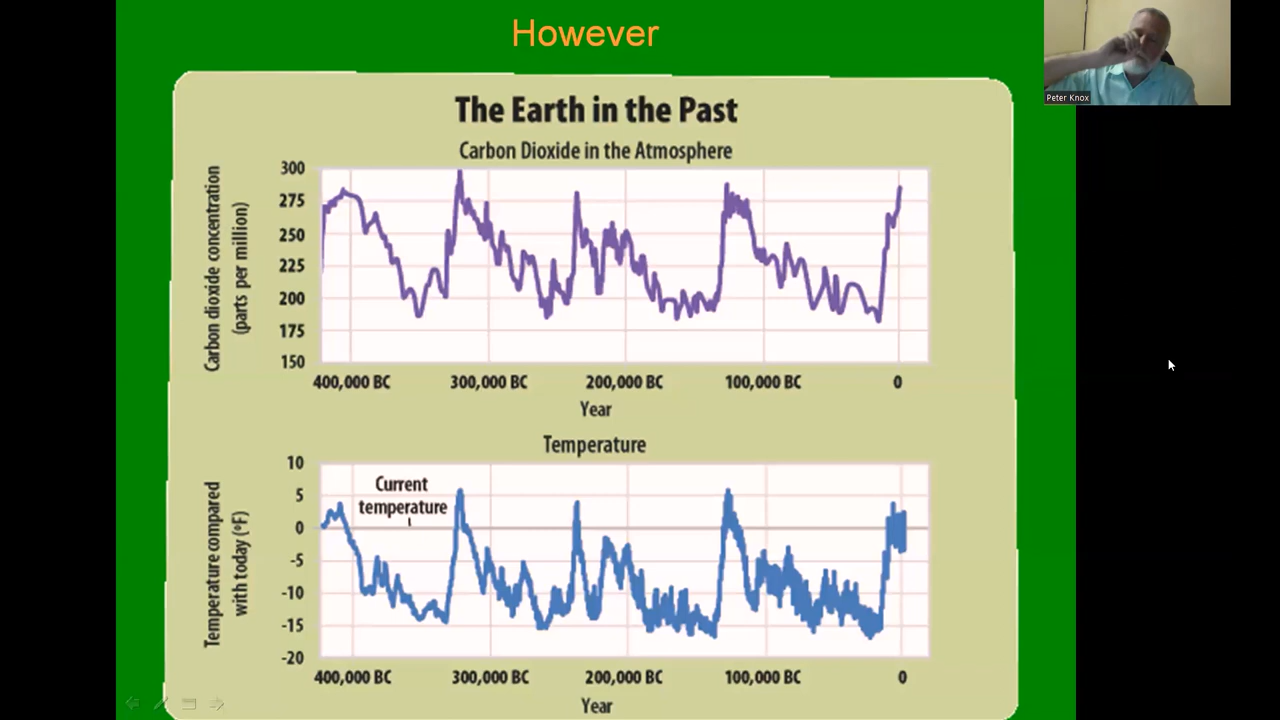 However
Peter Knox
The Earth in the Past
Carbon Dioxide in the Atmosphere
Carbon dioxide concentration
(parts per million)
300
275
250
225
200
175
150
400,000 BC 300,000 BC 200,000 BC 100,000 BC 0
Year
Temperature
Temperature compared
with today (°F)
10
5
0
-5
-10
-15
-20
Current
temperature
400,000 BC 300,000 BC 200,000 BC 100,000 BC 0
Year